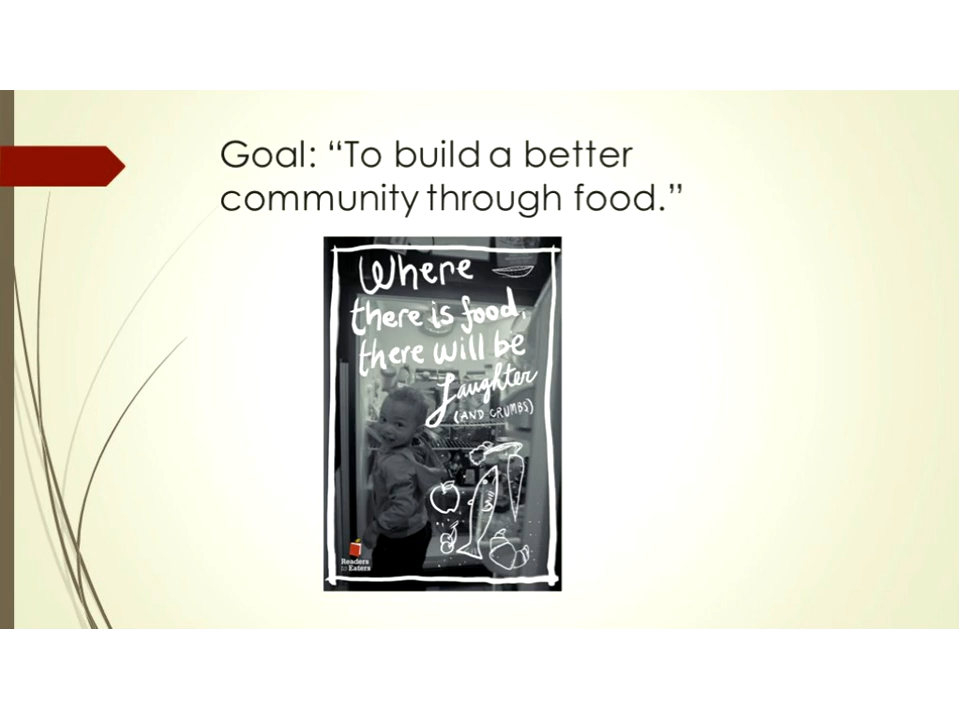 Goal: “To build a better
community through food.”
Where
there is food,
there will be
Laughter
(AND CRUMBS)
Readers
to Eaters